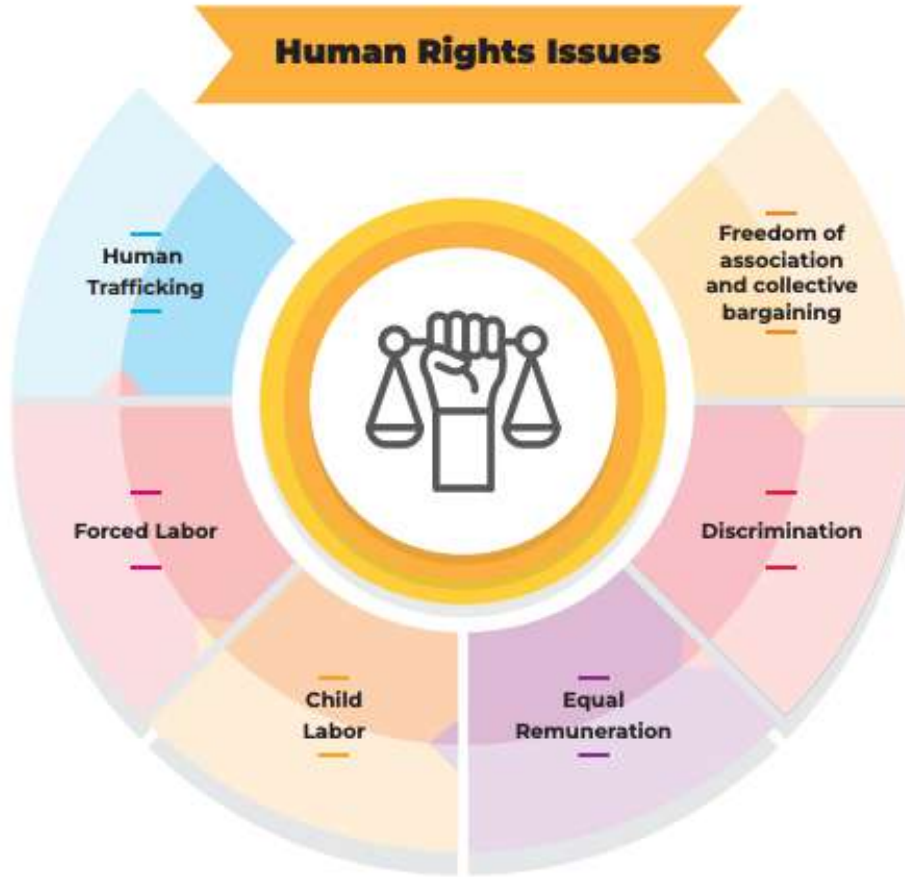 Human Rights Issues
Human
Trafficking
Freedom of
association
and collective
bargaining
Forced Labor
Discrimination
Child
Labor
Equal
Remuneration